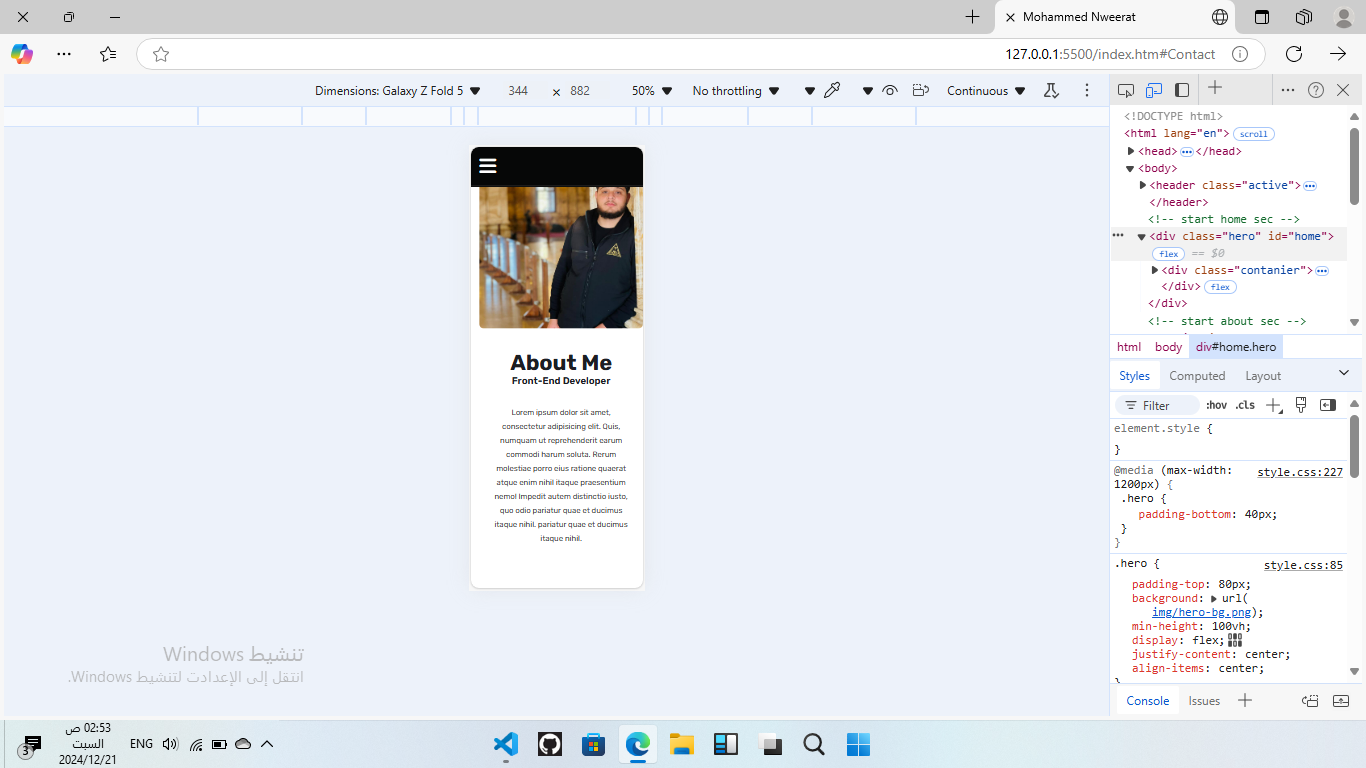 Mohammed Nweerat
127.0.0.1:5500/index.htm#Contact
Dimensions: Galaxy Z Fold 5
344
×
882
50%
No throttling
Continuous
About Me
Front-End Developer
Lorem ipsum dolor sit amet,
consectetur adipisicing elit. Quis,
numquam ut reprehenderit earum
commodi harum soluta. Rerum
molestiae porro eius ratione quaerat
atque enim nihil itaque praesentium
nemo! Impedit autem distinctio iusto,
quo odio pariatur quae et ducimus
itaque nihil. pariatur quae et ducimus
itaque nihil.
<!DOCTYPE html>
<html lang="en"> scroll
<head> ••• </head>
<body>
<header class="active"> •••
</header>
<!-- start home sec -->
••• <div class="hero" id="home">
flex == $0
<div class="contanier"> •••
</div> flex
</div>
<!-- start about sec -->
html body div#home.hero
Styles Computed Layout
Filter :hov .cls
element.style {
}
@media (max-width: style.css:227
1200px) {
.hero {
padding-bottom: 40px;
}
}
.hero { style.css:85
padding-top: 80px;
background: url(
img/hero-bg.png);
min-height: 100vh;
display: flex;
justify-content: center;
align-items: center;
}
Console Issues
تنشيط Windows
انتقل إلى الإعدادت لتنشيط Windows.
3
02:53 ص
السبت
2024/12/21
ENG